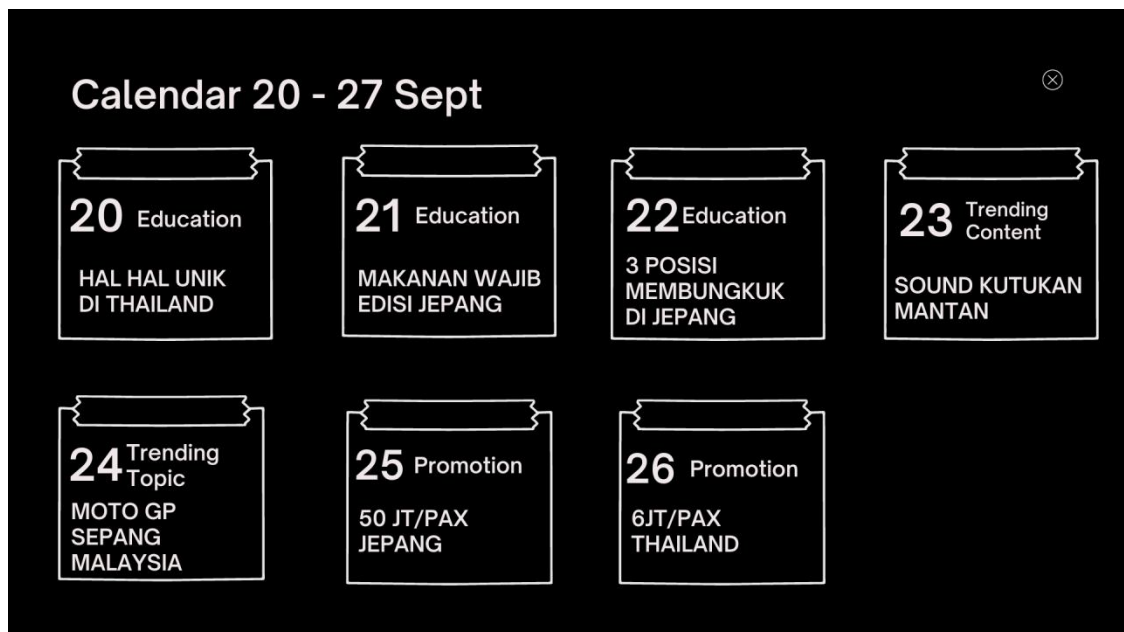 Calendar 20 - 27 Sept
20 Education
HAL HAL UNIK
DI THAILAND
21 Education
MAKANAN WAJIB
EDISI JEPANG
22 Education
3 POSISI
MEMBUNGKUK
DI JEPANG
23 Trending
Content
SOUND KUTUKAN
MANTAN
24 Trending
Topic
MOTO GP
SEPANG
MALAYSIA
25 Promotion
50 JT/PAX
JEPANG
26 Promotion
6JT/PAX
THAILAND